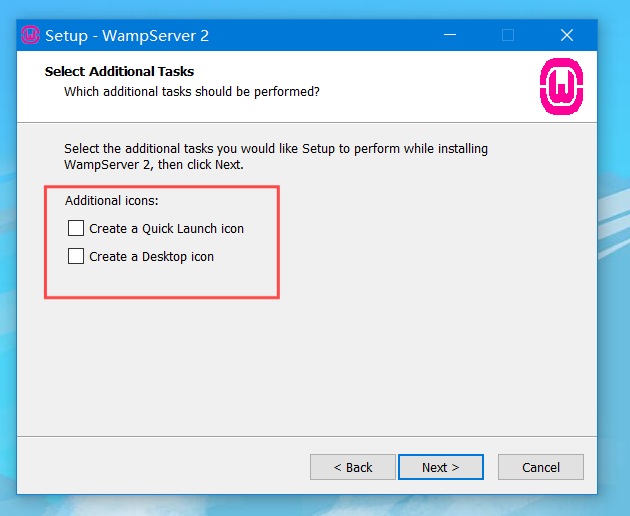 Setup - WampServer 2
Select Additional Tasks
Which additional tasks should be performed?
W
Select the additional tasks you would like Setup to perform while installing
WampServer 2, then click Next.
Additional icons:
Create a Quick Launch icon
Create a Desktop icon
< Back
Next >
Cancel